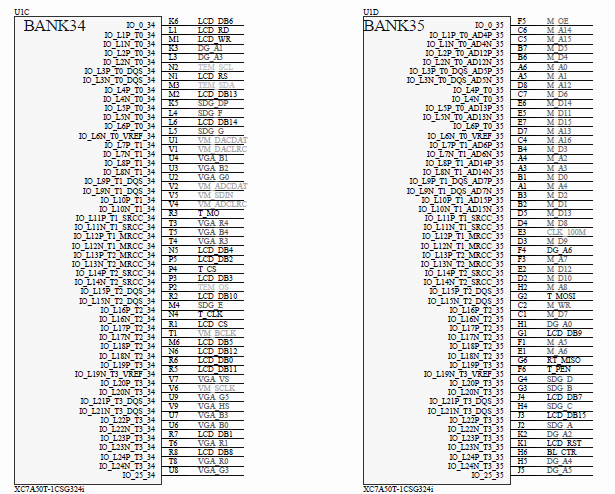 U1C
BANK34
IO_0_34 K6 LCD_DB6
IO_L1P_T0_34 L1 LCD_RD
IO_L1N_T0_34 M1 LCD_WR
IO_L2P_T0_34 K3 DG_A1
IO_L2N_T0_34 L3 DG_A3
IO_L3P_T0_DQS_34 N2 TEM_SCL
IO_L3N_T0_DQS_34 N1 LCD_RS
IO_L4P_T0_34 M3 TEM_SDA
IO_L4N_T0_34 M2 LCD_DB13
IO_L5P_T0_34 K5 SDG_DP
IO_L5N_T0_34 L4 SDG_F
IO_L6P_T0_34 L6 LCD_DB14
IO_L6N_T0_VREF_34 L5 SDG_G
IO_L7P_T1_34 U1 VM_DACDAT
IO_L7N_T1_34 V1 VM_DACLRC
IO_L8P_T1_34 U4 VGA_B1
IO_L8N_T1_34 U3 VGA_B2
IO_L9P_T1_DQS_34 U2 VGA_G0
IO_L9N_T1_DQS_34 V2 VM_ADCDAT
IO_L10P_T1_34 V5 VM_SDIN
IO_L10N_T1_34 V4 VM_ADCLRC
IO_L11P_T1_SRCC_34 R3 T_MO
IO_L11N_T1_SRCC_34 T3 VGA_R4
IO_L12P_T1_MRCC_34 T5 VGA_B4
IO_L12N_T1_MRCC_34 T4 VGA_R3
IO_L13P_T2_MRCC_34 N5 LCD_DB4
IO_L13N_T2_MRCC_34 P5 LCD_DB2
IO_L14P_T2_SRCC_34 P4 T_CS
IO_L14N_T2_SRCC_34 P3 LCD_DB3
IO_L15P_T2_DQS_34 P2 TEM_OS
IO_L15N_T2_DQS_34 R2 LCD_DB10
IO_L16P_T2_34 M4 SDG_E
IO_L16N_T2_34 N4 T_CLK
IO_L17P_T2_34 R1 LCD_CS
IO_L17N_T2_34 T1 VM_BCLK
IO_L18P_T2_34 M6 LCD_DB5
IO_L18N_T2_34 N6 LCD_DB12
IO_L19P_T3_34 R6 LCD_DB0
IO_L19N_T3_VREF_34 R5 LCD_DB11
IO_L20P_T3_34 V7 VGA_VS
IO_L20N_T3_34 V6 VM_SCLK
IO_L21P_T3_DQS_34 U9 VGA_G5
IO_L21N_T3_DQS_34 V9 VGA_HS
IO_L22P_T3_34 U7 VGA_B3
IO_L22N_T3_34 U6 VGA_B0
IO_L23P_T3_34 R7 LCD_DB1
IO_L23N_T3_34 T6 VGA_R1
IO_L24P_T3_34 R8 LCD_DB8
IO_L24N_T3_34 T8 VGA_R0
IO_25_34 U8 VGA_G3
XC7A50T-1CSG324i
U1D
BANK35
IO_0_35 F5 M_OE
IO_L1P_T0_AD4P_35 C6 M_A14
IO_L1N_T0_AD4N_35 C5 M_A15
IO_L2P_T0_AD12P_35 B7 M_D5
IO_L2N_T0_AD12N_35 B6 M_D4
IO_L3P_T0_DQS_AD5P_35 A6 M_A0
IO_L3N_T0_DQS_AD5N_35 A5 M_A1
IO_L4P_T0_35 D8 M_A12
IO_L4N_T0_35 C7 M_D6
IO_L5P_T0_AD13P_35 E6 M_D14
IO_L5N_T0_AD13N_35 E5 M_D11
IO_L6P_T0_35 E7 M_D15
IO_L6N_T0_VREF_35 D7 M_A13
IO_L7P_T1_AD6P_35 C4 M_A16
IO_L7N_T1_AD6N_35 B4 M_D3
IO_L8P_T1_AD14P_35 A4 M_A2
IO_L8N_T1_AD14N_35 A3 M_A3
IO_L9P_T1_DQS_AD7P_35 B1 M_D0
IO_L9N_T1_DQS_AD7N_35 A1 M_A4
IO_L10P_T1_AD15P_35 B3 M_D2
IO_L10N_T1_AD15N_35 B2 M_D1
IO_L11P_T1_SRCC_35 D5 M_D13
IO_L11N_T1_SRCC_35 D4 M_D8
IO_L12P_T1_MRCC_35 E3 CLK_100M
IO_L12N_T1_MRCC_35 D3 M_D9
IO_L13P_T2_MRCC_35 F4 DG_A6
IO_L13N_T2_MRCC_35 F3 M_A7
IO_L14P_T2_SRCC_35 E2 M_D12
IO_L14N_T2_SRCC_35 D2 M_D10
IO_L15P_T2_DQS_35 H2 M_A8
IO_L15N_T2_DQS_35 G2 T_MOSI
IO_L16P_T2_35 C2 M_WR
IO_L16N_T2_35 C1 M_D7
IO_L17P_T2_35 H1 DG_A0
IO_L17N_T2_35 G1 LCD_DB9
IO_L18P_T2_35 F1 M_A5
IO_L18N_T2_35 E1 M_A6
IO_L19P_T3_35 G6 RT_MISO
IO_L19N_T3_VREF_35 F6 T_PEN
IO_L20P_T3_35 G4 SDG_D
IO_L20N_T3_35 G3 SDG_B
IO_L21P_T3_DQS_35 J4 LCD_DB7
IO_L21N_T3_DQS_35 H4 SDG_C
IO_L22P_T3_35 J3 LCD_DB15
IO_L22N_T3_35 J2 SDG_A
IO_L23P_T3_35 K2 DG_A2
IO_L23N_T3_35 K1 LCD_RST
IO_L24P_T3_35 H6 BL_CTR
IO_L24N_T3_35 H5 DG_A4
IO_25_35 J5 DG_A5
XC7A50T-1CSG324i